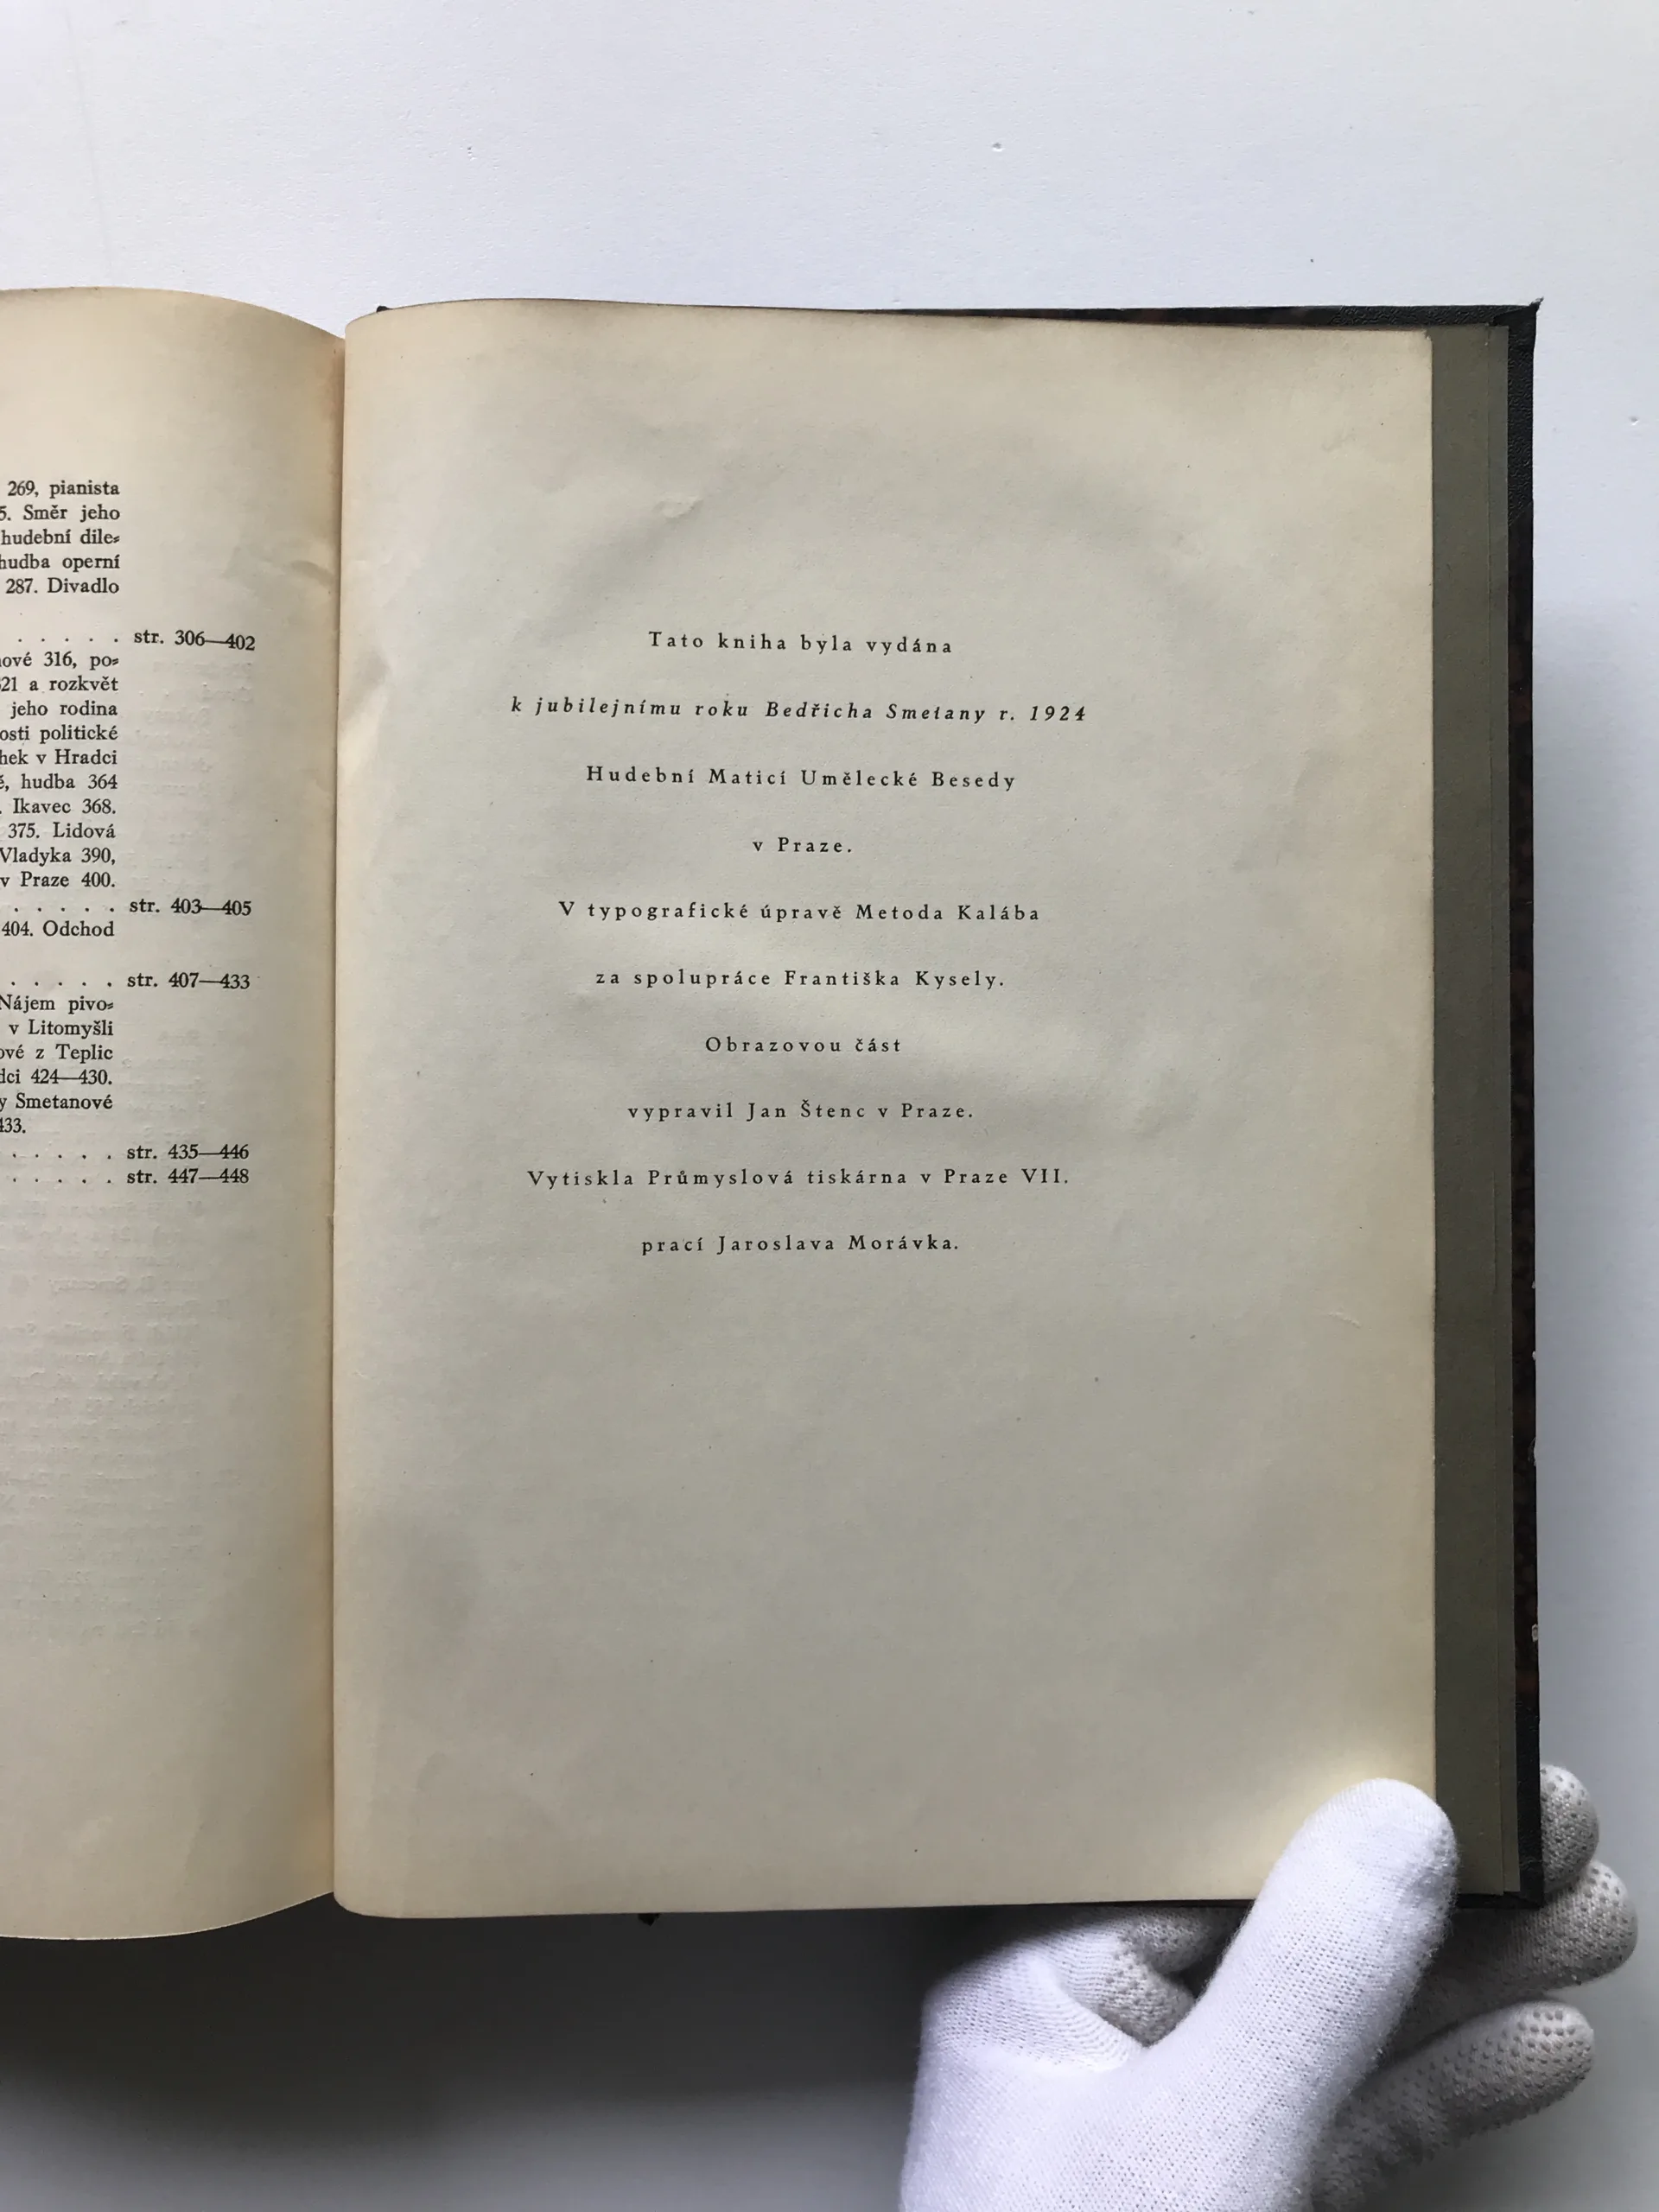 269, pianista
5. Směr jeho
hudební dile⸗
hudba operní
287. Divadlo
. . . . . str. 306—402
nové 316, po⸗
321 a rozkvět
jeho rodina
osti politické
hek v Hradci
ě, hudba 364
. Ikavec 368.
375. Lidová
Vladyka 390,
v Praze 400.
. . . . . str. 403—405
404. Odchod
. . . . . str. 407—433
Nájem pivo⸗
v Litomyšli
ové z Teplic
dci 424—430.
y Smetanové
433.
. . . . . str. 435—446
. . . . . str. 447—448
Tato kniha byla vydána
k jubilejnímu roku Bedřicha Smetany r. 1924
Hudební Maticí Umělecké Besedy
v Praze.
V typografické úpravě Metoda Kalába
za spolupráce Františka Kysely.
Obrazovou část
vypravil Jan Štenc v Praze.
Vytiskla Průmyslová tiskárna v Praze VII.
prací Jaroslava Morávka.